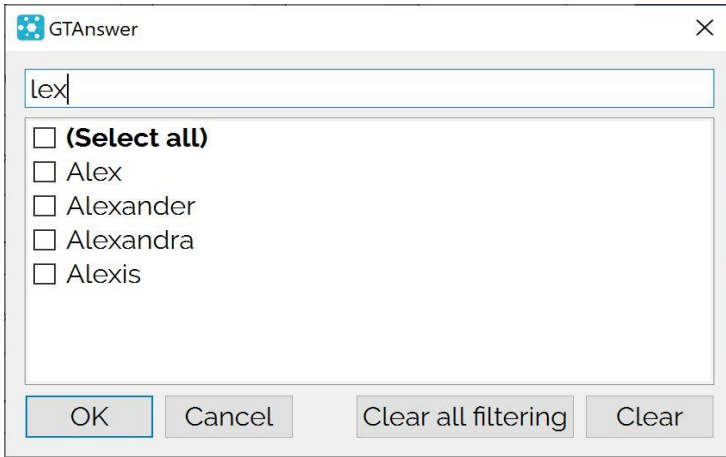 GTAnswer
lex
(Select all)
Alex
Alexander
Alexandra
Alexis
OK Cancel Clear all filtering Clear